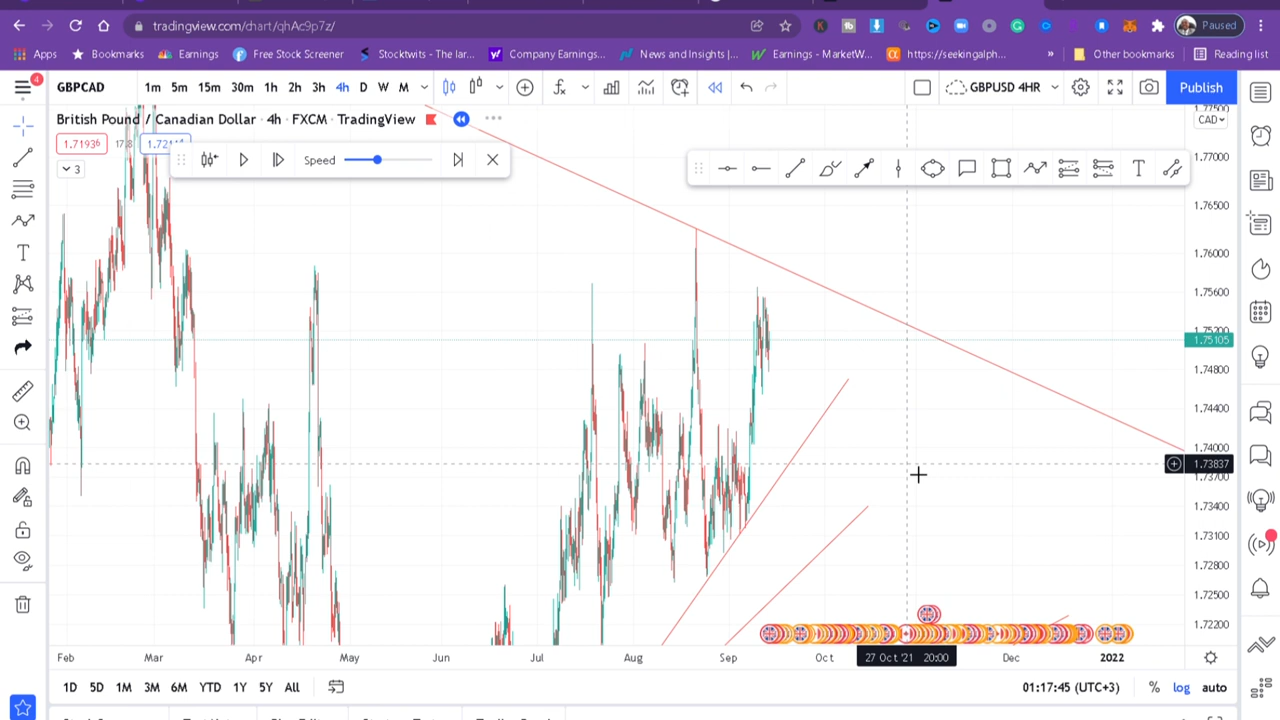 tradingview.com/chart/qhAc9p7z/
Paused
Apps Bookmarks Earnings Free Stock Screener Stocktwits - The lar... Company Earnings... News and Insights |... Earnings - MarketW... https://seekingalph... » Other bookmarks Reading list
4 GBPCAD 1m 5m 15m 30m 1h 2h 3h 4h D W M GBPUSD 4HR Publish
British Pound / Canadian Dollar · 4h · FXCM · TradingView
CAD
Speed
3
1.77000
1.76500
1.76000
1.75600
1.75105
1.74800
1.74400
1.74000
1.73837
1.73400
1.73100
1.72800
1.72500
1.72200
Feb Mar Apr May Jun Jul Aug Sep Oct 27 Oct '21 20:00 Dec 2022
1D 5D 1M 3M 6M YTD 1Y 5Y All 01:17:45 (UTC+3) % log auto